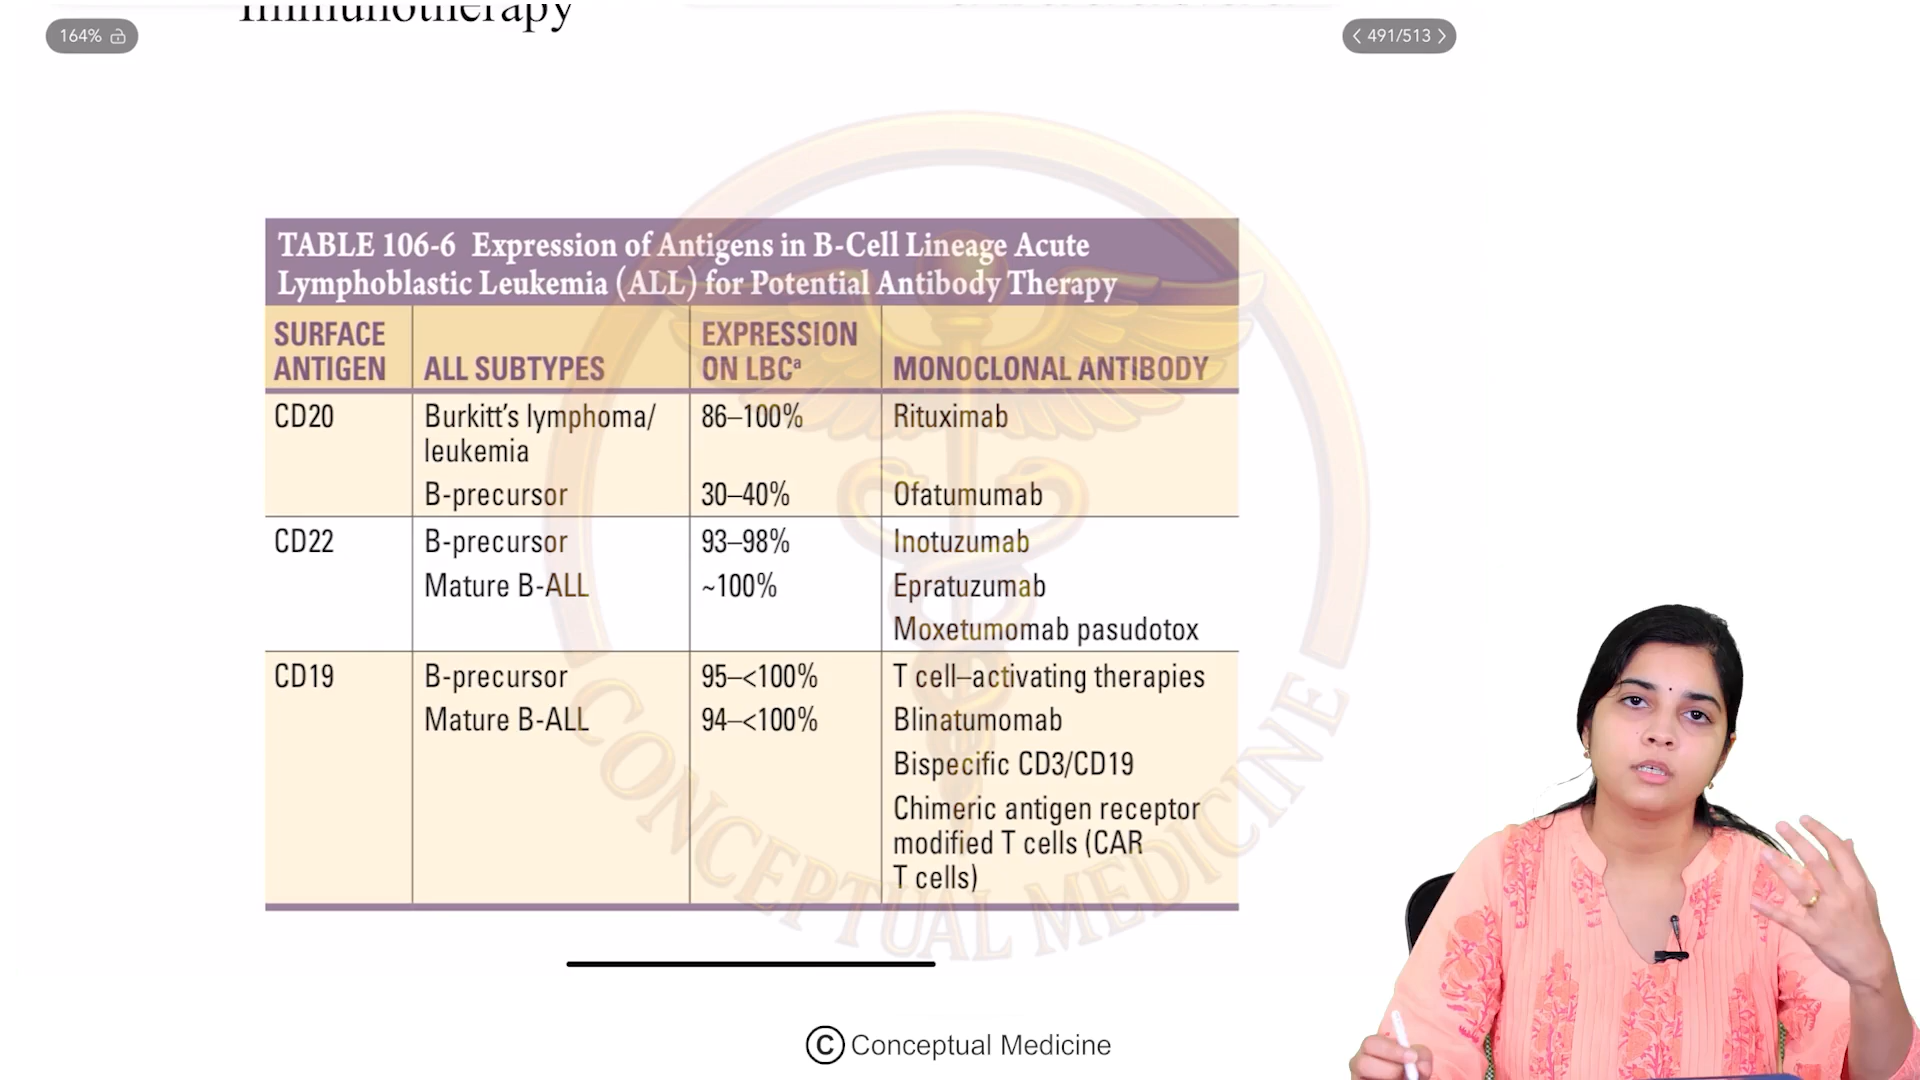 Immunotherapy
164%
491/513
TABLE 106-6 Expression of Antigens in B-Cell Lineage Acute
Lymphoblastic Leukemia (ALL) for Potential Antibody Therapy
SURFACE
ANTIGEN
ALL SUBTYPES
EXPRESSION
ON LBCᵃ
MONOCLONAL ANTIBODY
CD20
Burkitt's lymphoma/
leukemia
86–100%
Rituximab
B-precursor
30–40%
Ofatumumab
CD22
B-precursor
93–98%
Inotuzumab
Mature B-ALL
~100%
Epratuzumab
Moxetumomab pasudotox
CD19
B-precursor
95–<100%
T cell–activating therapies
Mature B-ALL
94–<100%
Blinatumomab
Bispecific CD3/CD19
Chimeric antigen receptor
modified T cells (CAR
T cells)
CONCEPTUAL MEDICINE
© Conceptual Medicine